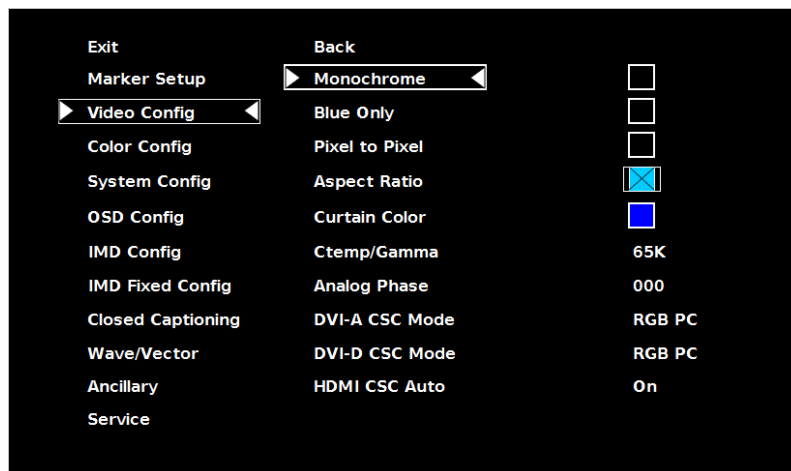 Exit Back
Marker Setup Monochrome
Video Config Blue Only
Color Config Pixel to Pixel
System Config Aspect Ratio
OSD Config Curtain Color
IMD Config Ctemp/Gamma 65K
IMD Fixed Config Analog Phase 000
Closed Captioning DVI-A CSC Mode RGB PC
Wave/Vector DVI-D CSC Mode RGB PC
Ancillary HDMI CSC Auto On
Service